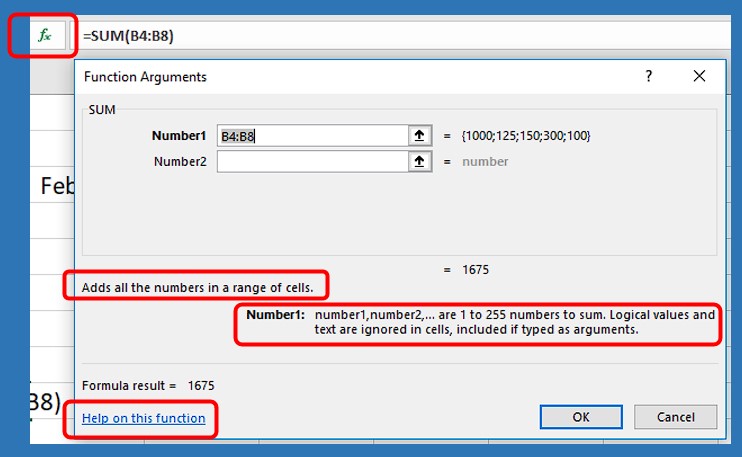 fx =SUM(B4:B8)
Function Arguments ? ×
SUM
Number1 B4:B8 = {1000;125;150;300;100}
Number2 = number
Feb
= 1675
Adds all the numbers in a range of cells.
Number1: number1,number2,... are 1 to 255 numbers to sum. Logical values and
text are ignored in cells, included if typed as arguments.
Formula result = 1675
B8)
Help on this function OK Cancel